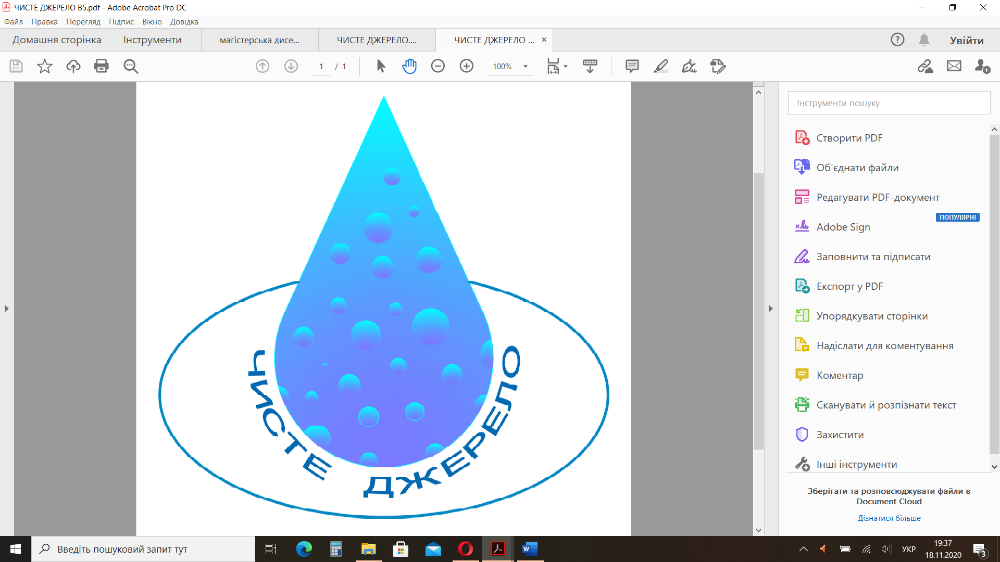 ЧИСТЕ ДЖЕРЕЛО B5.pdf - Adobe Acrobat Pro DC
Файл Правка Перегляд Підпис Вікно Довідка
Домашня сторінка Інструменти магістерська дисе... ЧИСТЕ ДЖЕРЕЛО.... ЧИСТЕ ДЖЕРЕЛО ... Увійти
1 / 1 100%
Інструменти пошуку
Створити PDF
Об'єднати файли
Редагувати PDF-документ
ПОПУЛЯРНІ
Adobe Sign
Заповнити та підписати
Експорт у PDF
Упорядкувати сторінки
Надіслати для коментування
Коментар
Сканувати й розпізнати текст
Захистити
Інші інструменти
Зберігати та розповсюджувати файли в
Document Cloud
Дізнатися більше
ЧИСТЕ ДЖЕРЕЛО
Введіть пошуковий запит тут
УКР
19:37
18.11.2020
3